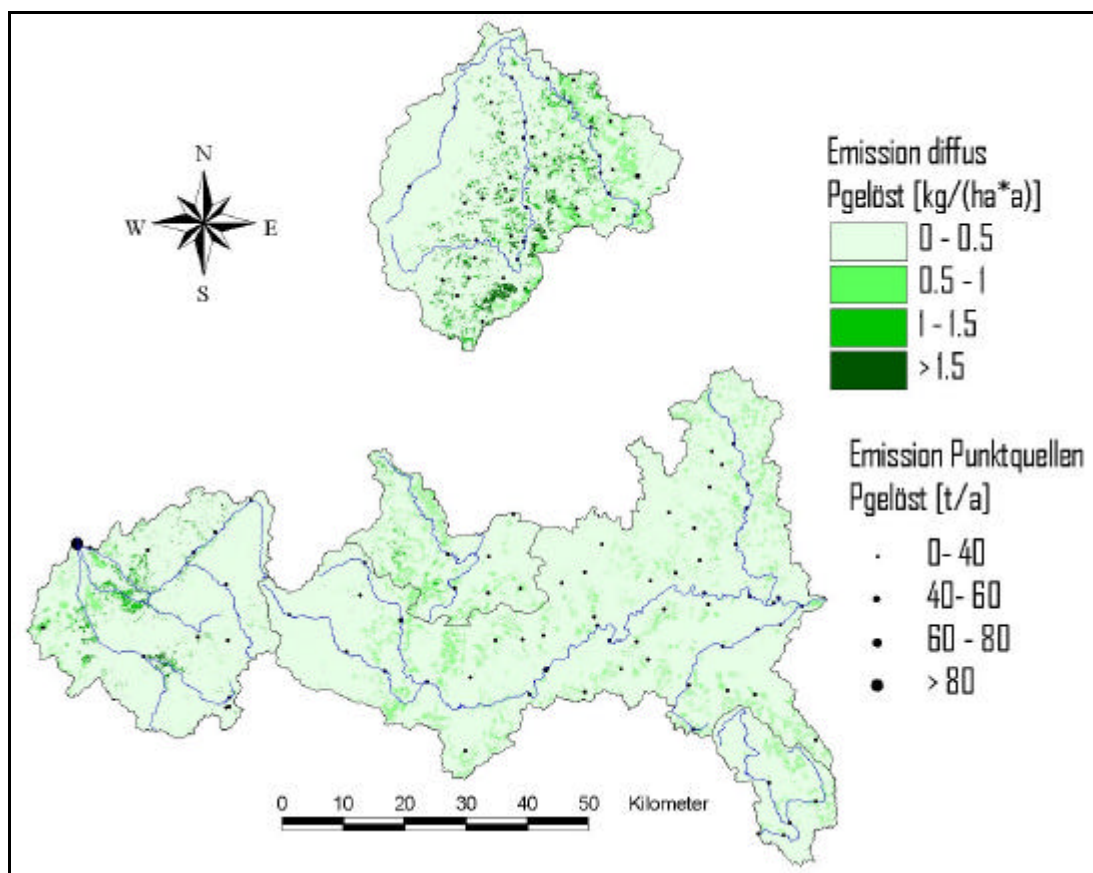 N
W E
S
Emission diffus
Pgelöst [kg/(ha*a)]
0 - 0.5
0.5 - 1
1 - 1.5
> 1.5
Emission Punktquellen
Pgelöst [t/a]
0- 40
40- 60
60 - 80
> 80
0 10 20 30 40 50 Kilometer